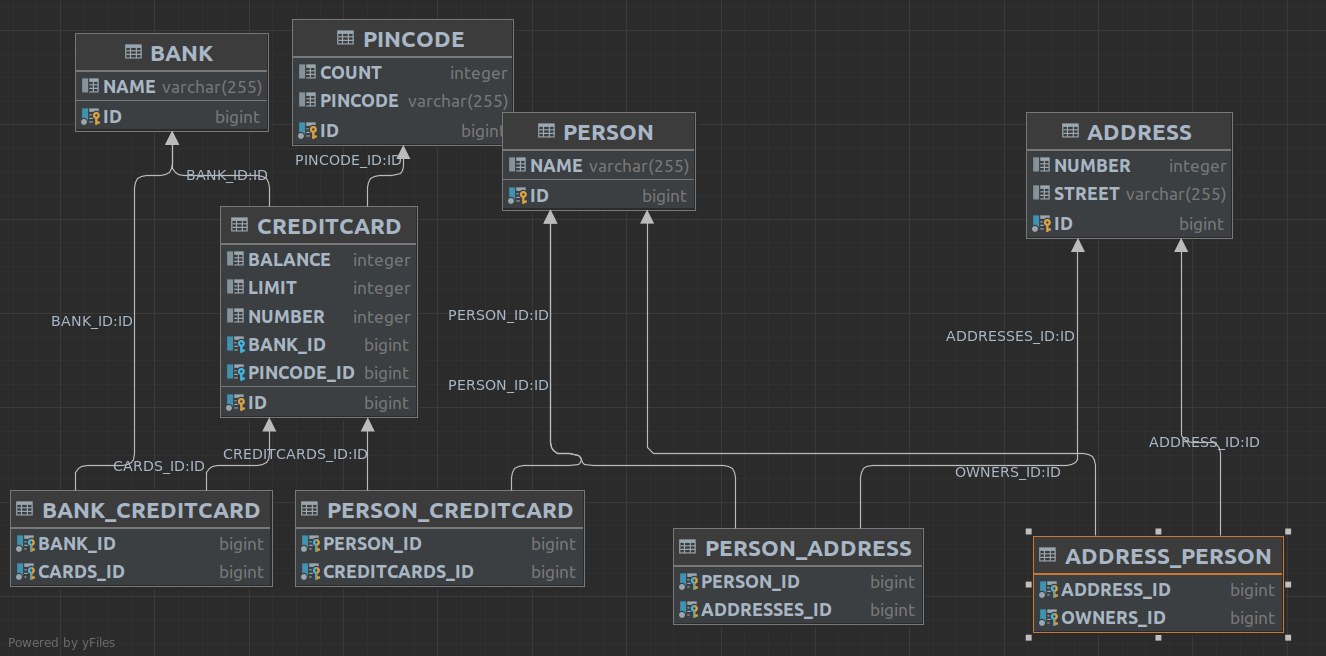 BANK
NAME varchar(255)
ID bigint
PINCODE
COUNT integer
PINCODE varchar(255)
ID bigint
PERSON
NAME varchar(255)
ID bigint
ADDRESS
NUMBER integer
STREET varchar(255)
ID bigint
BANK_ID:ID
PINCODE_ID:ID
CREDITCARD
BALANCE integer
LIMIT integer
NUMBER integer
BANK_ID bigint
PINCODE_ID bigint
ID bigint
BANK_ID:ID
PERSON_ID:ID
PERSON_ID:ID
ADDRESSES_ID:ID
CARDS_ID:ID
CREDITCARDS_ID:ID
OWNERS_ID:ID
ADDRESS_ID:ID
BANK_CREDITCARD
BANK_ID bigint
CARDS_ID bigint
PERSON_CREDITCARD
PERSON_ID bigint
CREDITCARDS_ID bigint
PERSON_ADDRESS
PERSON_ID bigint
ADDRESSES_ID bigint
ADDRESS_PERSON
ADDRESS_ID bigint
OWNERS_ID bigint
Powered by yFiles